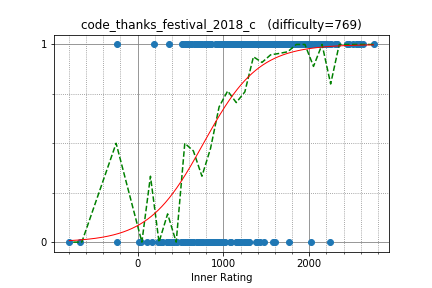 code_thanks_festival_2018_c (difficulty=769)
1
0
0
1000
2000
Inner Rating